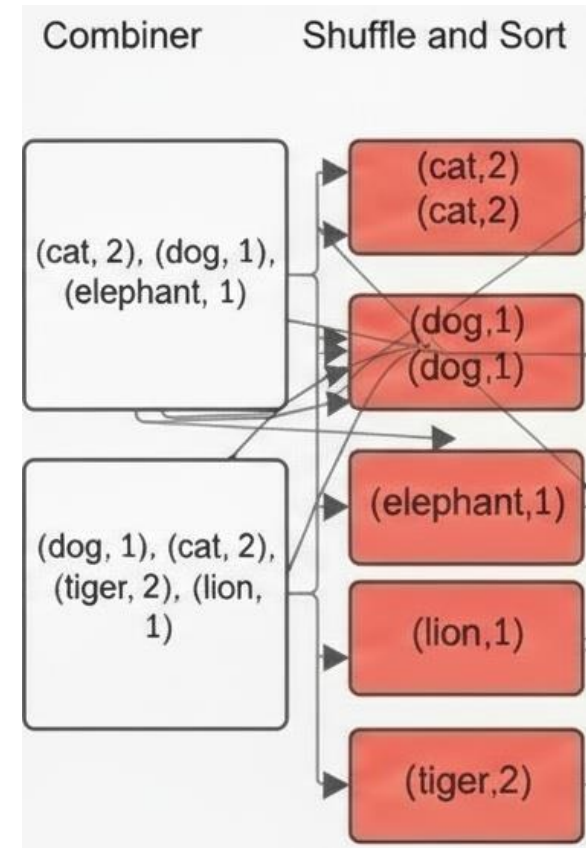 Combiner
Shuffle and Sort
(cat, 2), (dog, 1),
(elephant, 1)
(dog, 1), (cat, 2),
(tiger, 2), (lion,
1)
(cat,2)
(cat,2)
(dog,1)
(dog,1)
(elephant,1)
(lion,1)
(tiger,2)